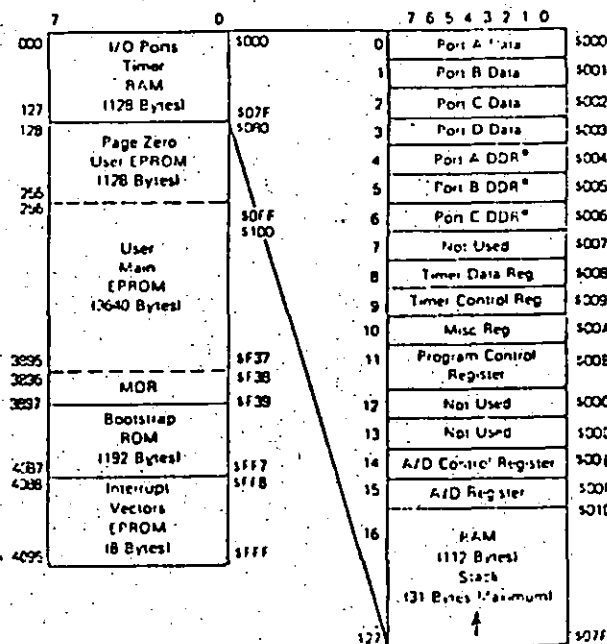 7 0
000 I/O Ports $000
Timer
RAM
127 (128 Bytes) $07F
128 $080
Page Zero
User EPROM
(128 Bytes)
256 $0FF
256 $100
User
Main
EPROM
(3640 Bytes)
3895 $F37
3896 MOR $F38
3897 $F39
Bootstrap
ROM
(192 Bytes)
4087 $FF7
4088 $FF8
Interrupt
Vectors
EPROM
(8 Bytes)
4095 $FFF
7 6 5 4 3 2 1 0
0 Port A Data $000
1 Port B Data $001
2 Port C Data $002
3 Port D Data $003
4 Port A DDR* $004
5 Port B DDR* $005
6 Port C DDR* $006
7 Not Used $007
8 Timer Data Reg $008
9 Timer Control Reg $009
10 Misc Reg $00A
11 Program Control $00B
Register
12 Not Used
13 Not Used
14 A/D Control Register
15 A/D Register
$010
16 RAM
(112 Bytes)
Stack
(31 Bytes Maximum)
127 $07F